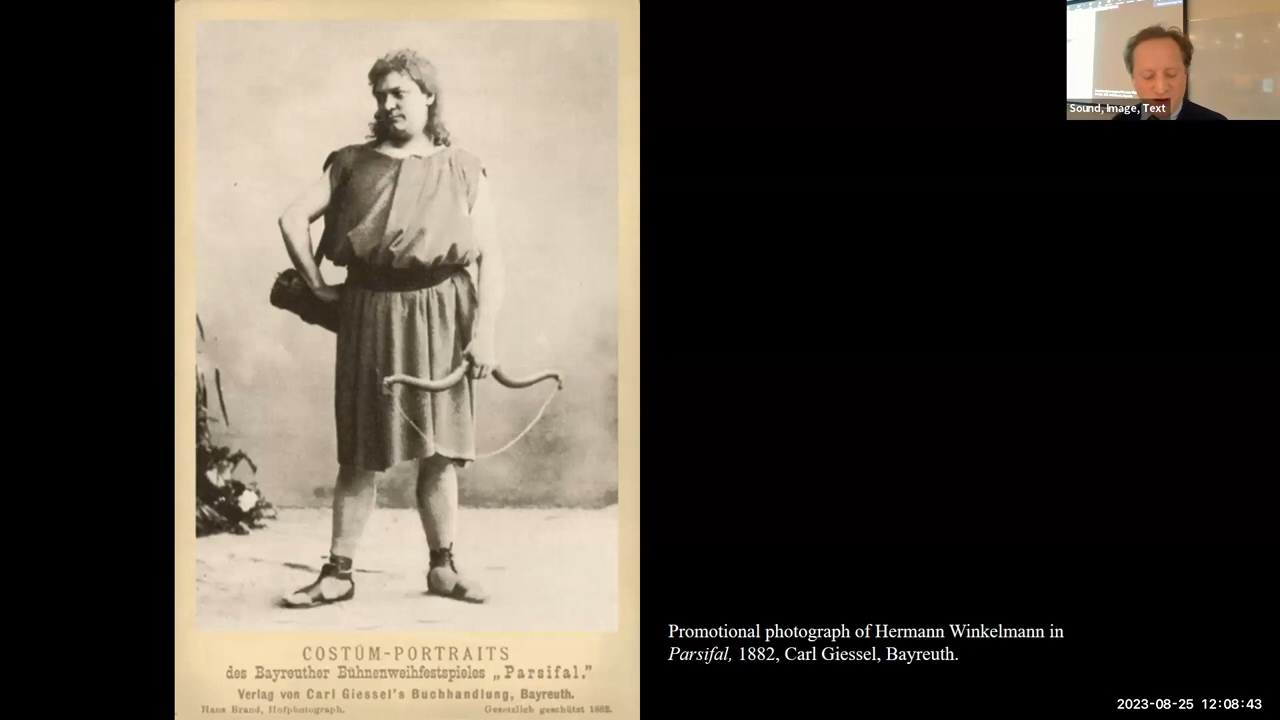 Sound, Image, Text
COSTÜM-PORTRAITS
des Bayreuther Bühnenweihfestspieles „Parsifal."
Verlag von Carl Giessel's Buchhandlung, Bayreuth.
Hans Brand, Hofphotograph. Gesetzlich geschützt 1882.
Promotional photograph of Hermann Winkelmann in
Parsifal, 1882, Carl Giessel, Bayreuth.
2023-08-25 12:08:43